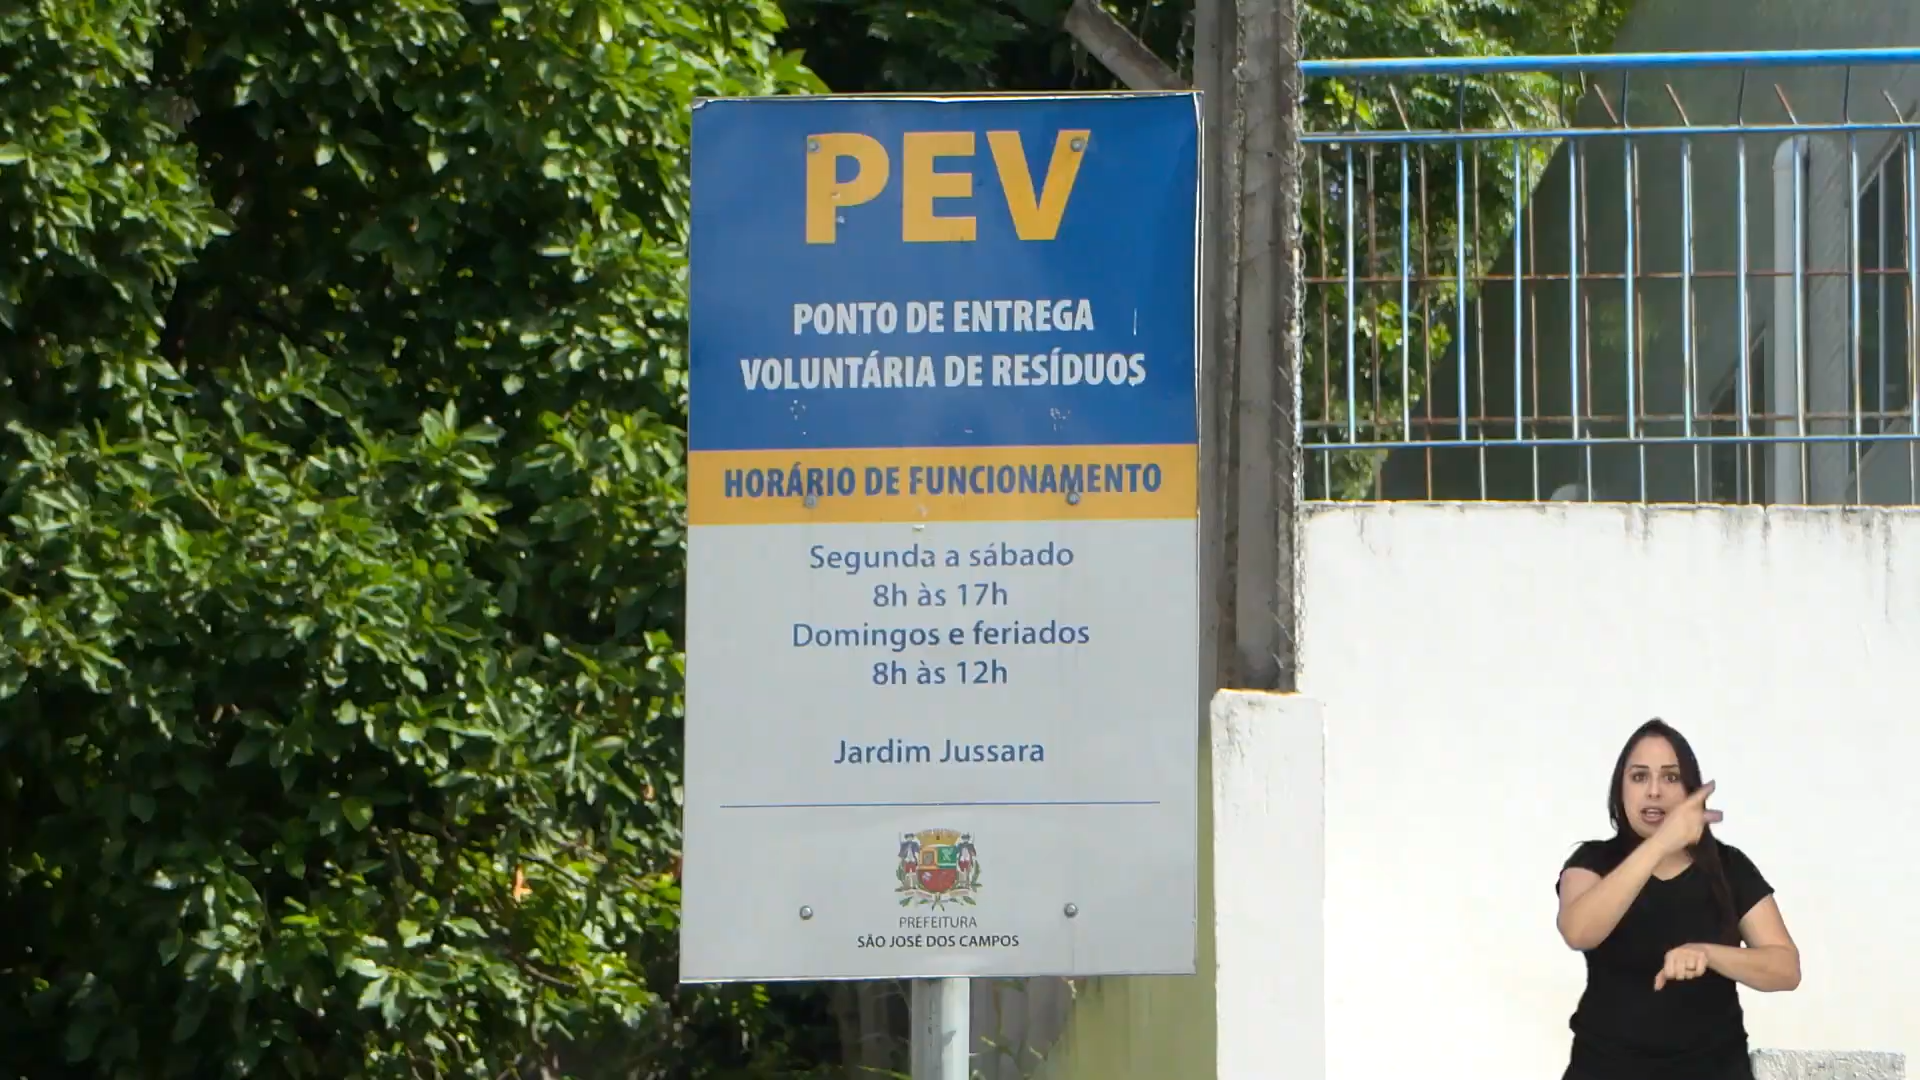 PEV
PONTO DE ENTREGA
VOLUNTÁRIA DE RESÍDUOS
HORÁRIO DE FUNCIONAMENTO
Segunda a sábado
8h às 17h
Domingos e feriados
8h às 12h
Jardim Jussara
PREFEITURA
SÃO JOSÉ DOS CAMPOS